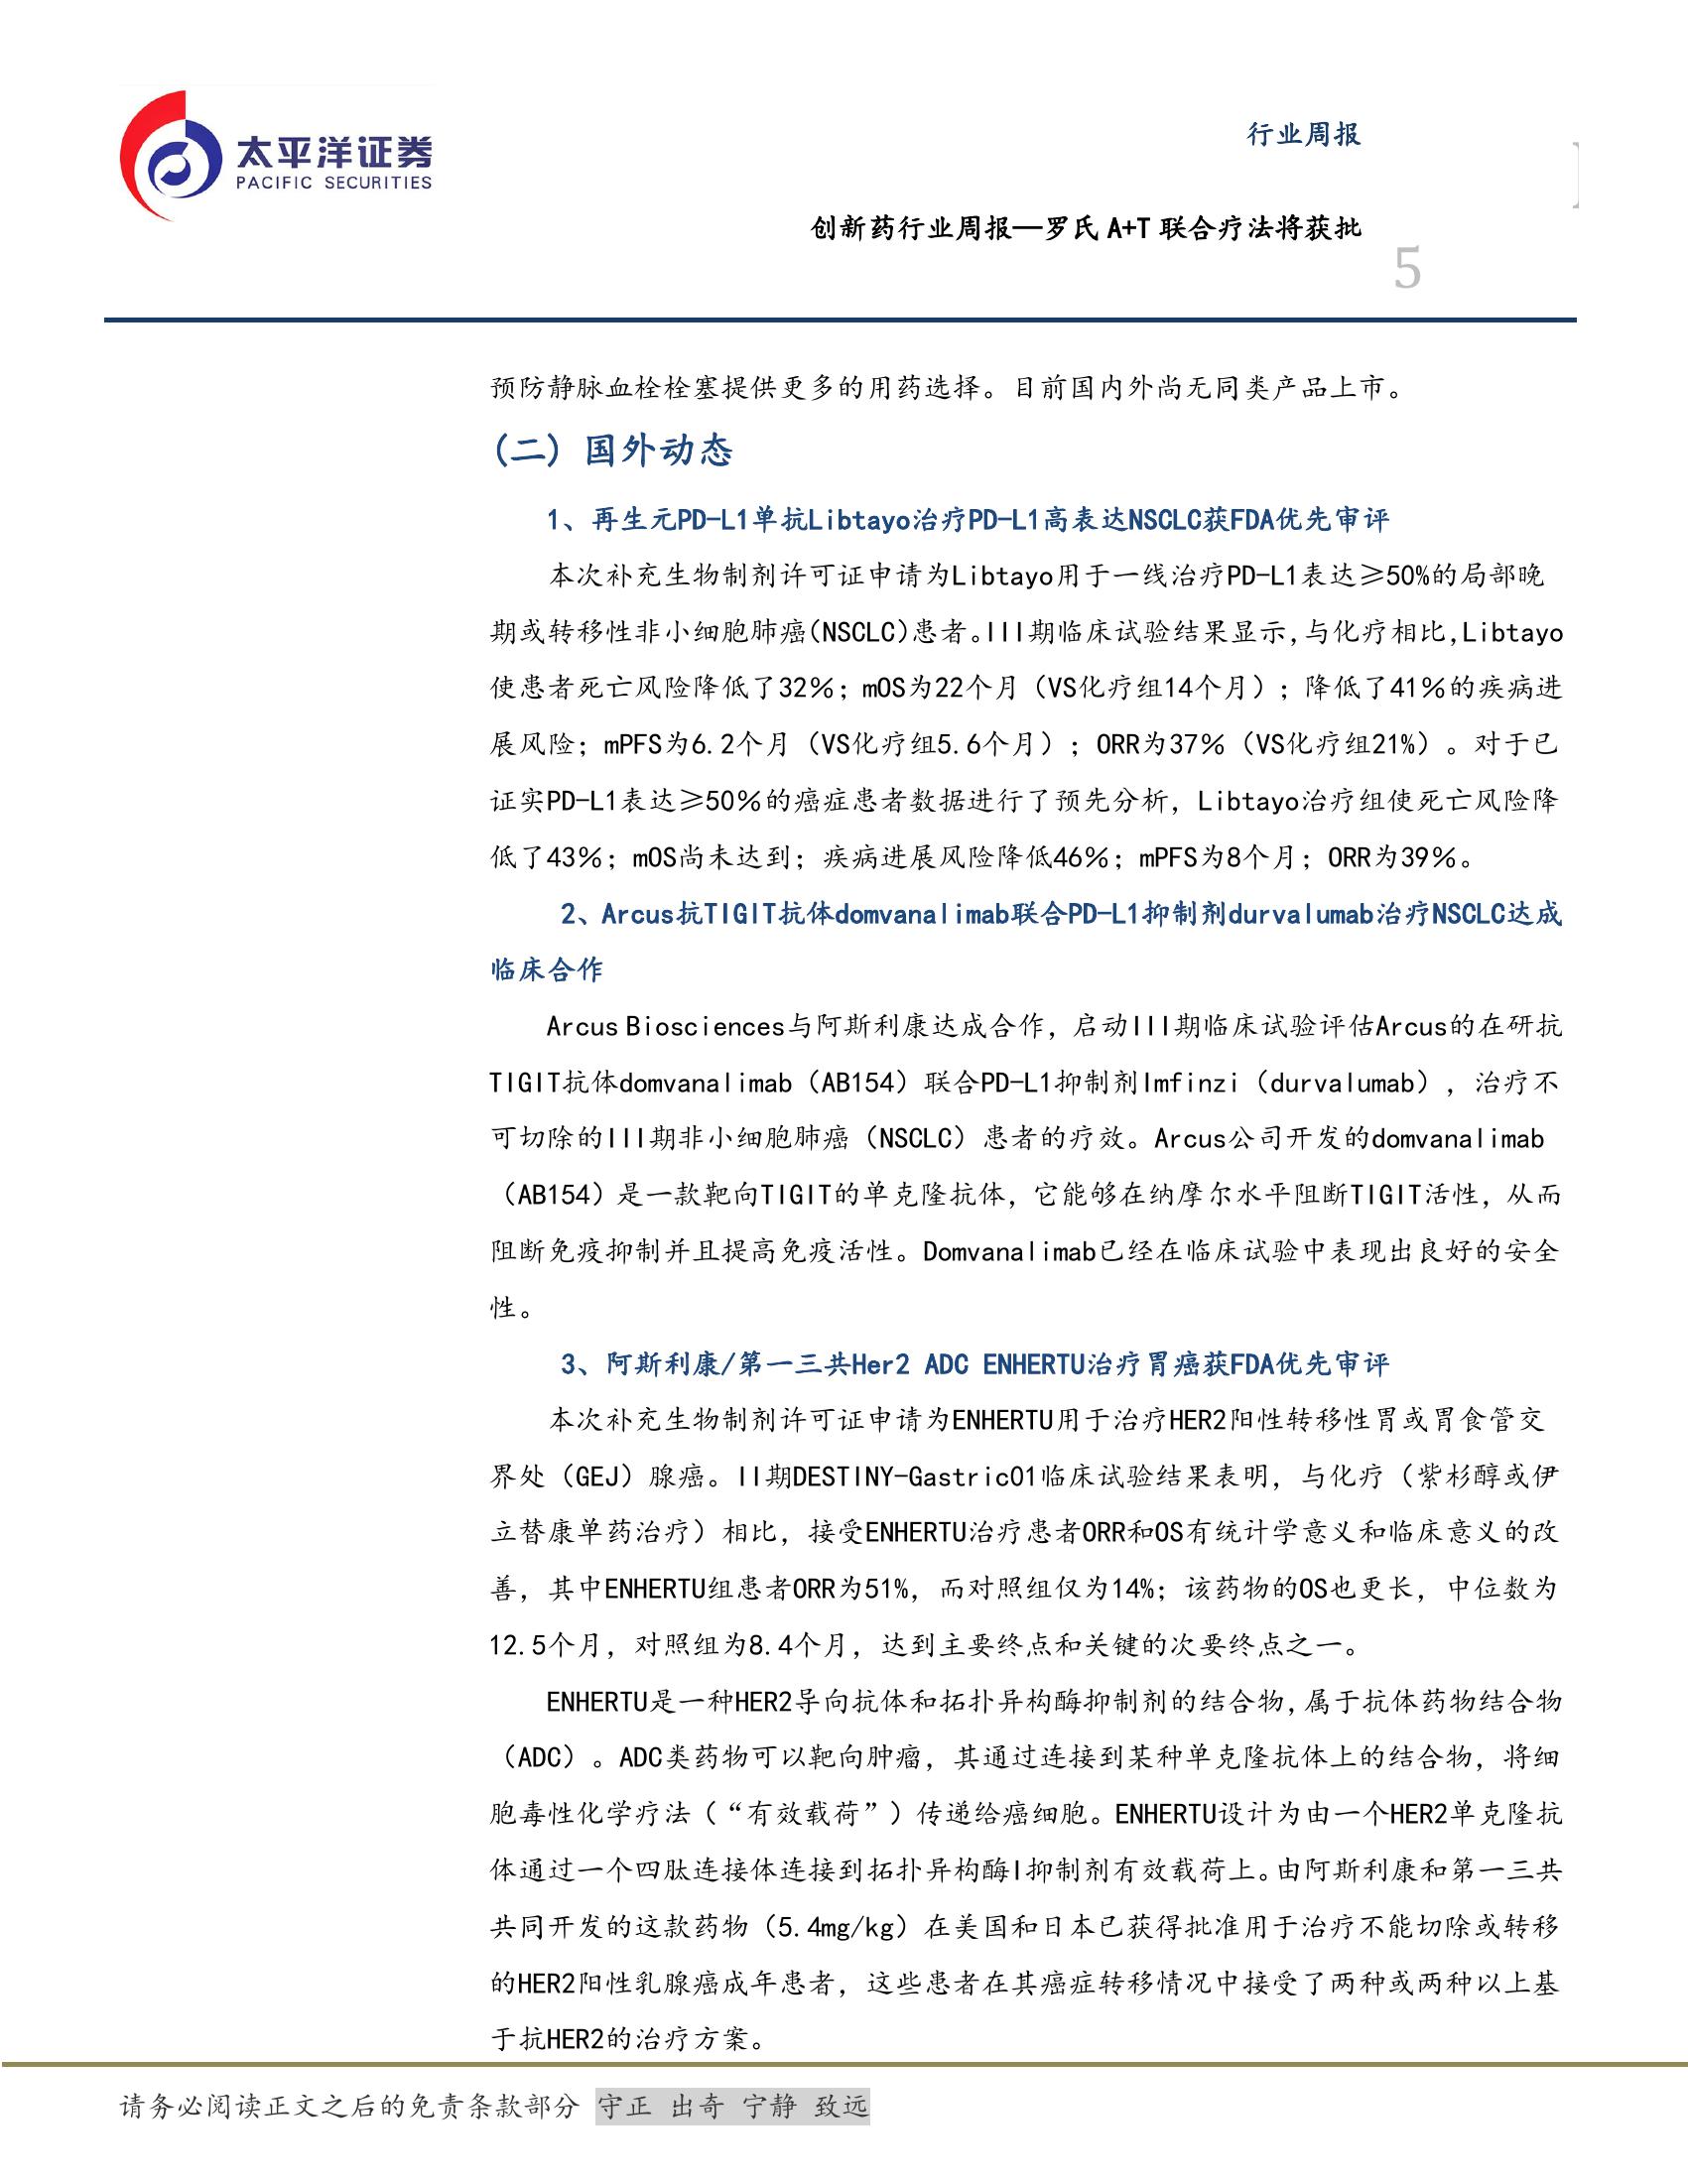 太平洋证券
PACIFIC SECURITIES
行业周报
创新药行业周报—罗氏 A+T 联合疗法将获批
5
预防静脉血栓栓塞提供更多的用药选择。目前国内外尚无同类产品上市。
(二) 国外动态
1、再生元PD-L1单抗Libtayo治疗PD-L1高表达NSCLC获FDA优先审评
本次补充生物制剂许可证申请为Libtayo用于一线治疗PD-L1表达≥50%的局部晚
期或转移性非小细胞肺癌(NSCLC)患者。III期临床试验结果显示,与化疗相比,Libtayo
使患者死亡风险降低了32%；mOS为22个月（VS化疗组14个月）；降低了41%的疾病进
展风险；mPFS为6.2个月（VS化疗组5.6个月）；ORR为37%（VS化疗组21%）。对于已
证实PD-L1表达≥50%的癌症患者数据进行了预先分析，Libtayo治疗组使死亡风险降
低了43%；mOS尚未达到；疾病进展风险降低46%；mPFS为8个月；ORR为39%。
2、Arcus抗TIGIT抗体domvanalimab联合PD-L1抑制剂durvalumab治疗NSCLC达成
临床合作
Arcus Biosciences与阿斯利康达成合作，启动III期临床试验评估Arcus的在研抗
TIGIT抗体domvanalimab（AB154）联合PD-L1抑制剂Imfinzi（durvalumab），治疗不
可切除的III期非小细胞肺癌（NSCLC）患者的疗效。Arcus公司开发的domvanalimab
（AB154）是一款靶向TIGIT的单克隆抗体，它能够在纳摩尔水平阻断TIGIT活性，从而
阻断免疫抑制并且提高免疫活性。Domvanalimab已经在临床试验中表现出良好的安全
性。
3、阿斯利康/第一三共Her2 ADC ENHERTU治疗胃癌获FDA优先审评
本次补充生物制剂许可证申请为ENHERTU用于治疗HER2阳性转移性胃或胃食管交
界处（GEJ）腺癌。II期DESTINY-Gastric01临床试验结果表明，与化疗（紫杉醇或伊
立替康单药治疗）相比，接受ENHERTU治疗患者ORR和OS有统计学意义和临床意义的改
善，其中ENHERTU组患者ORR为51%，而对照组仅为14%；该药物的OS也更长，中位数为
12.5个月，对照组为8.4个月，达到主要终点和关键的次要终点之一。
ENHERTU是一种HER2导向抗体和拓扑异构酶抑制剂的结合物,属于抗体药物结合物
（ADC）。ADC类药物可以靶向肿瘤，其通过连接到某种单克隆抗体上的结合物，将细
胞毒性化学疗法（“有效载荷”）传递给癌细胞。ENHERTU设计为由一个HER2单克隆抗
体通过一个四肽连接体连接到拓扑异构酶I抑制剂有效载荷上。由阿斯利康和第一三共
共同开发的这款药物（5.4mg/kg）在美国和日本已获得批准用于治疗不能切除或转移
的HER2阳性乳腺癌成年患者，这些患者在其癌症转移情况中接受了两种或两种以上基
于抗HER2的治疗方案。
请务必阅读正文之后的免责条款部分 守正 出奇 宁静 致远